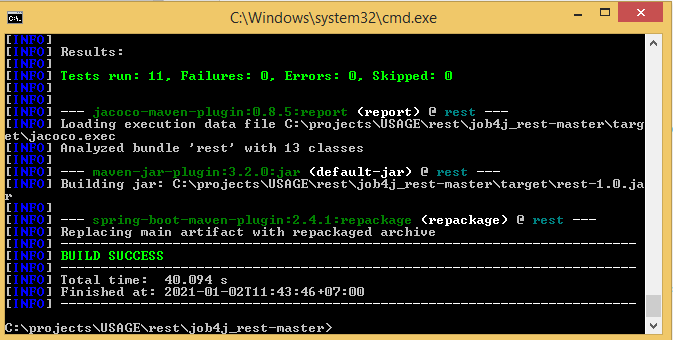 C:\Windows\system32\cmd.exe
[INFO]
[INFO] Results:
[INFO]
[INFO] Tests run: 11, Failures: 0, Errors: 0, Skipped: 0
[INFO]
[INFO]
[INFO] --- jacoco-maven-plugin:0.8.5:report (report) @ rest ---
[INFO] Loading execution data file C:\projects\USAGE\rest\job4j_rest-master\targ
et\jacoco.exec
[INFO] Analyzed bundle 'rest' with 13 classes
[INFO]
[INFO] --- maven-jar-plugin:3.2.0:jar (default-jar) @ rest ---
[INFO] Building jar: C:\projects\USAGE\rest\job4j_rest-master\target\rest-1.0.ja
r
[INFO]
[INFO] --- spring-boot-maven-plugin:2.4.1:repackage (repackage) @ rest ---
[INFO] Replacing main artifact with repackaged archive
[INFO] ------------------------------------------------------------------------
[INFO] BUILD SUCCESS
[INFO] ------------------------------------------------------------------------
[INFO] Total time:  40.094 s
[INFO] Finished at: 2021-01-02T11:43:46+07:00
[INFO] ------------------------------------------------------------------------
C:\projects\USAGE\rest\job4j_rest-master>